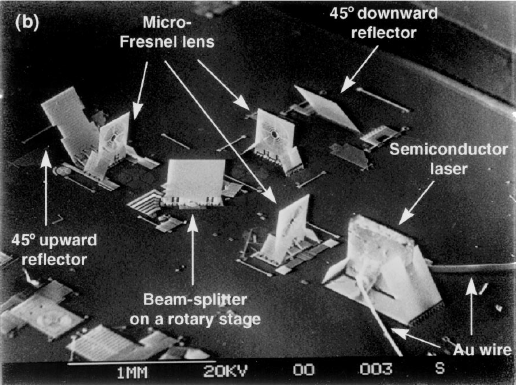 (b)
Micro-
Fresnel lens
45° downward
reflector
Semiconductor
laser
45° upward
reflector
Beam-splitter
on a rotary stage
Au wire
1MM 20KV 00 003 S